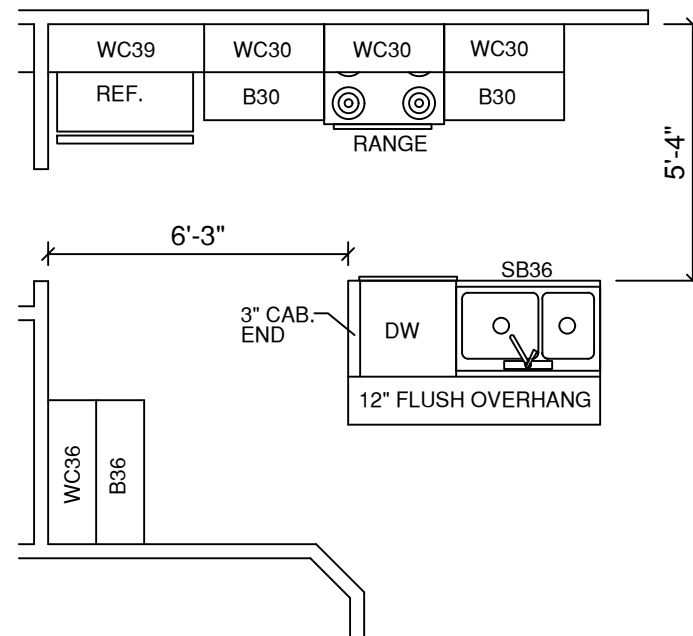 WC39
WC30
WC30
WC30
REF.
B30
B30
RANGE
5'-4"
6'-3"
SB36
3" CAB.
END
DW
12" FLUSH OVERHANG
WC36
B36